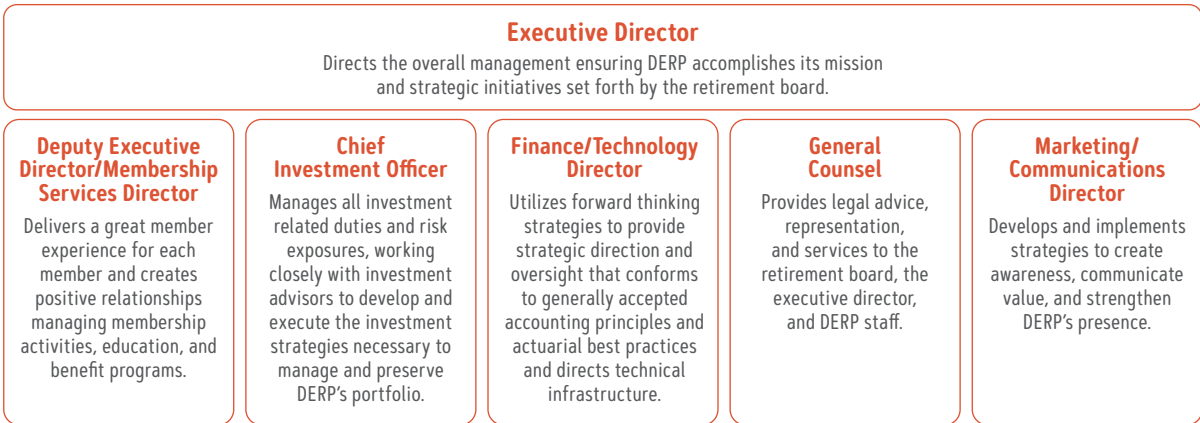 Executive Director
Directs the overall management ensuring DERP accomplishes its mission
and strategic initiatives set forth by the retirement board.
Deputy Executive
Director/Membership
Services Director
Delivers a great member
experience for each
member and creates
positive relationships
managing membership
activities, education, and
benefit programs.
Chief
Investment Officer
Manages all investment
related duties and risk
exposures, working
closely with investment
advisors to develop and
execute the investment
strategies necessary to
manage and preserve
DERP’s portfolio.
Finance/Technology
Director
Utilizes forward thinking
strategies to provide
strategic direction and
oversight that conforms
to generally accepted
accounting principles and
actuarial best practices
and directs technical
infrastructure.
General
Counsel
Provides legal advice,
representation,
and services to the
retirement board, the
executive director,
and DERP staff.
Marketing/
Communications
Director
Develops and implements
strategies to create
awareness, communicate
value, and strengthen
DERP’s presence.